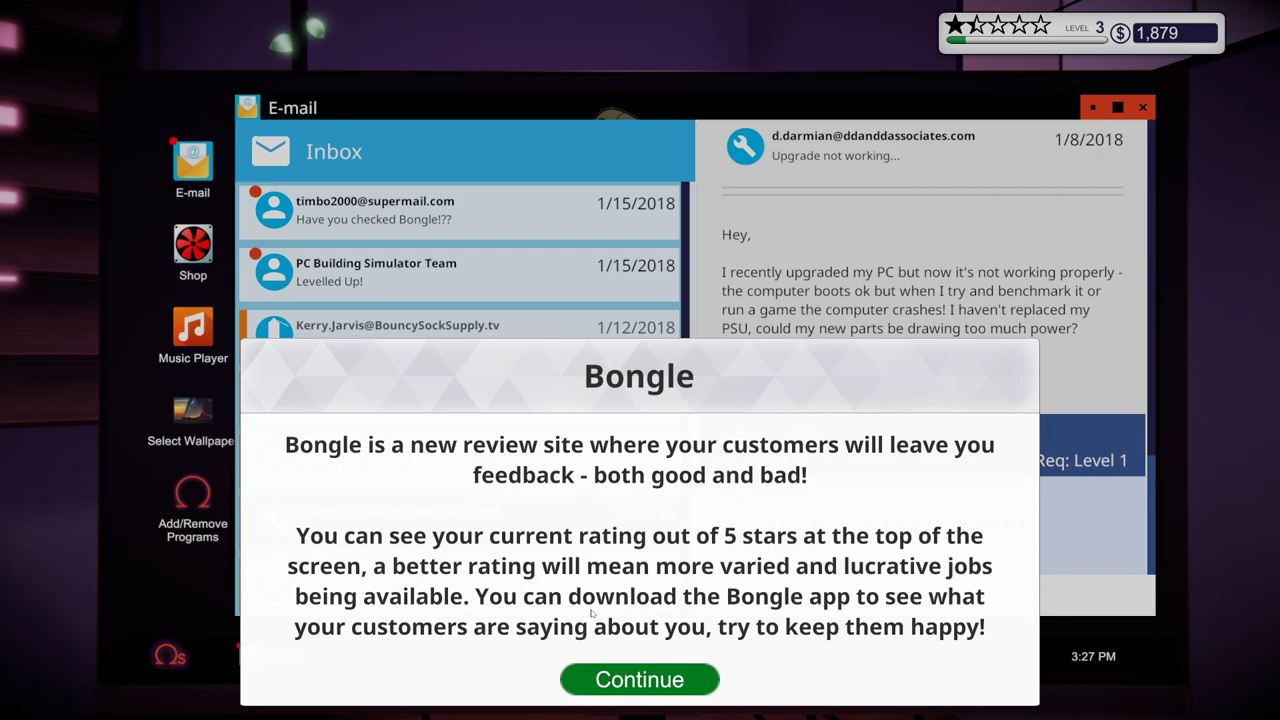 LEVEL 3
$ 1,879
E-mail
Inbox
d.darmian@ddanddassociates.com
1/8/2018
Upgrade not working...
E-mail
timbo2000@supermail.com
1/15/2018
Have you checked Bongle!??
Shop
PC Building Simulator Team
1/15/2018
Levelled Up!
Kerry.Jarvis@BouncySockSupply.tv
1/12/2018
Hey,
I recently upgraded my PC but now it's not working properly -
the computer boots ok but when I try and benchmark it or
run a game the computer crashes! I haven't replaced my
PSU, could my new parts be drawing too much power?
Music Player
Select Wallpape
Add/Remove
Programs
Req: Level 1
Bongle
Bongle is a new review site where your customers will leave you
feedback - both good and bad!
You can see your current rating out of 5 stars at the top of the
screen, a better rating will mean more varied and lucrative jobs
being available. You can download the Bongle app to see what
your customers are saying about you, try to keep them happy!
Continue
Ωs
3:27 PM